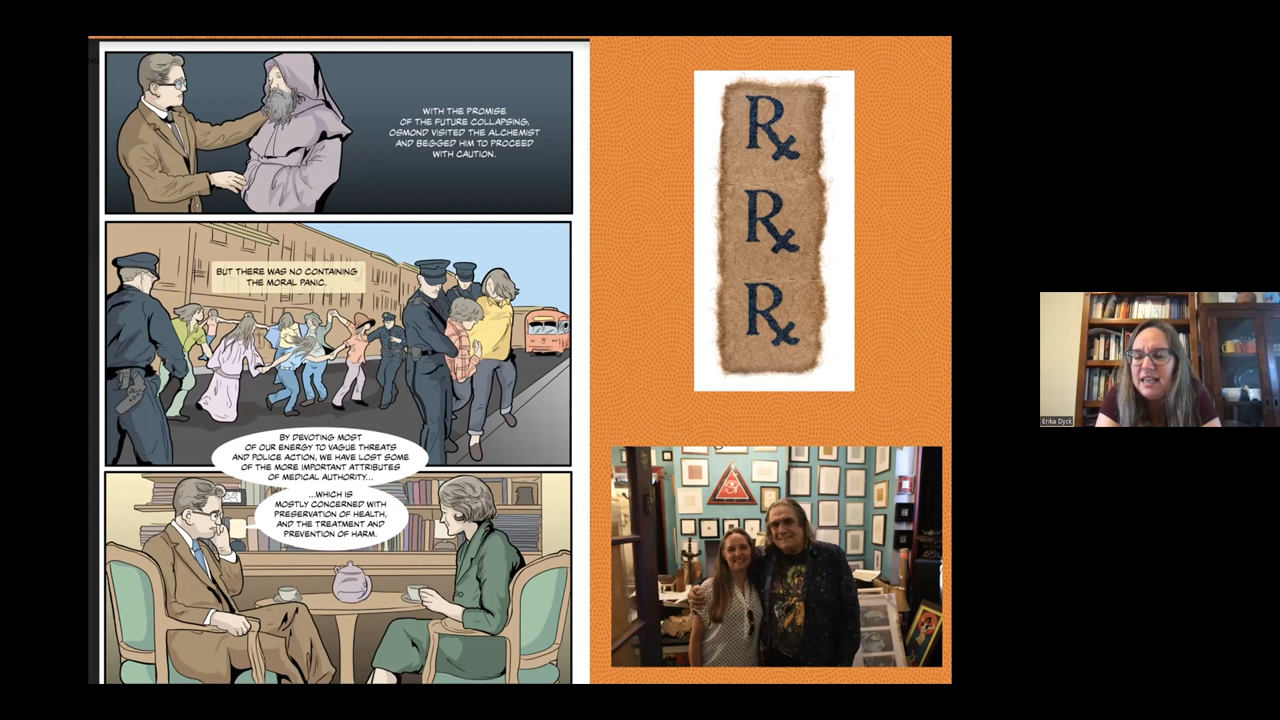 WITH THE PROMISE
OF THE FUTURE COLLAPSING,
OSMOND VISITED THE ALCHEMIST
AND BEGGED HIM TO PROCEED
WITH CAUTION.
BUT THERE WAS NO CONTAINING
THE MORAL PANIC.
BY DEVOTING MOST
OF OUR ENERGY TO VAGUE THREATS
AND POLICE ACTION, WE HAVE LOST SOME
OF THE MORE IMPORTANT ATTRIBUTES
OF MEDICAL AUTHORITY...
...WHICH IS
MOSTLY CONCERNED WITH
PRESERVATION OF HEALTH,
AND THE TREATMENT AND
PREVENTION OF HARM.
Rx
Rx
Rx
Erika Dyck